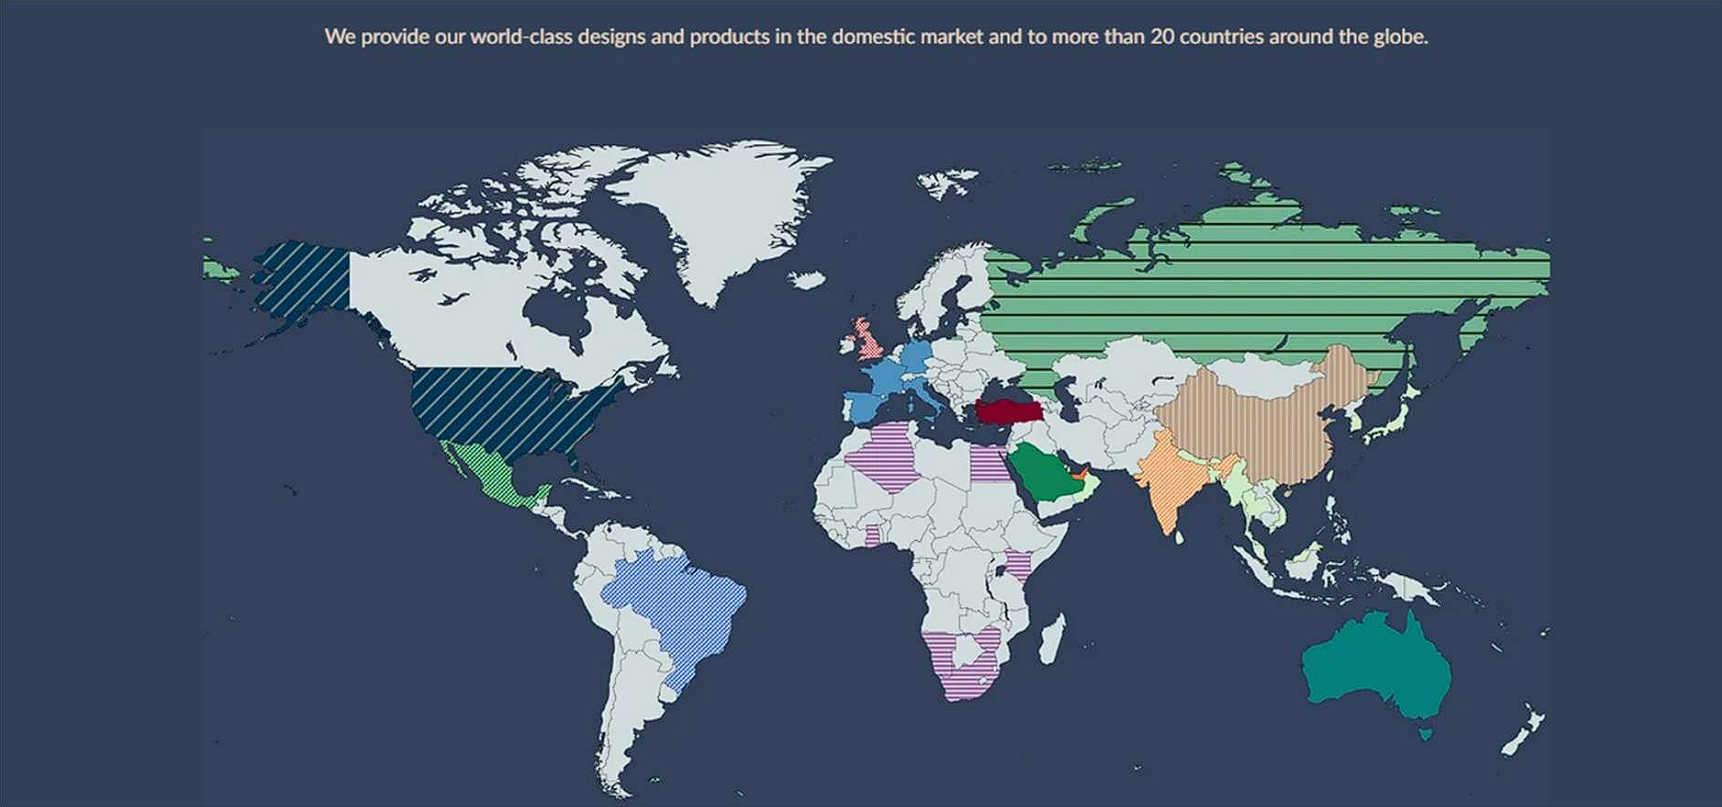 We provide our world-class designs and products in the domestic market and to more than 20 countries around the globe.